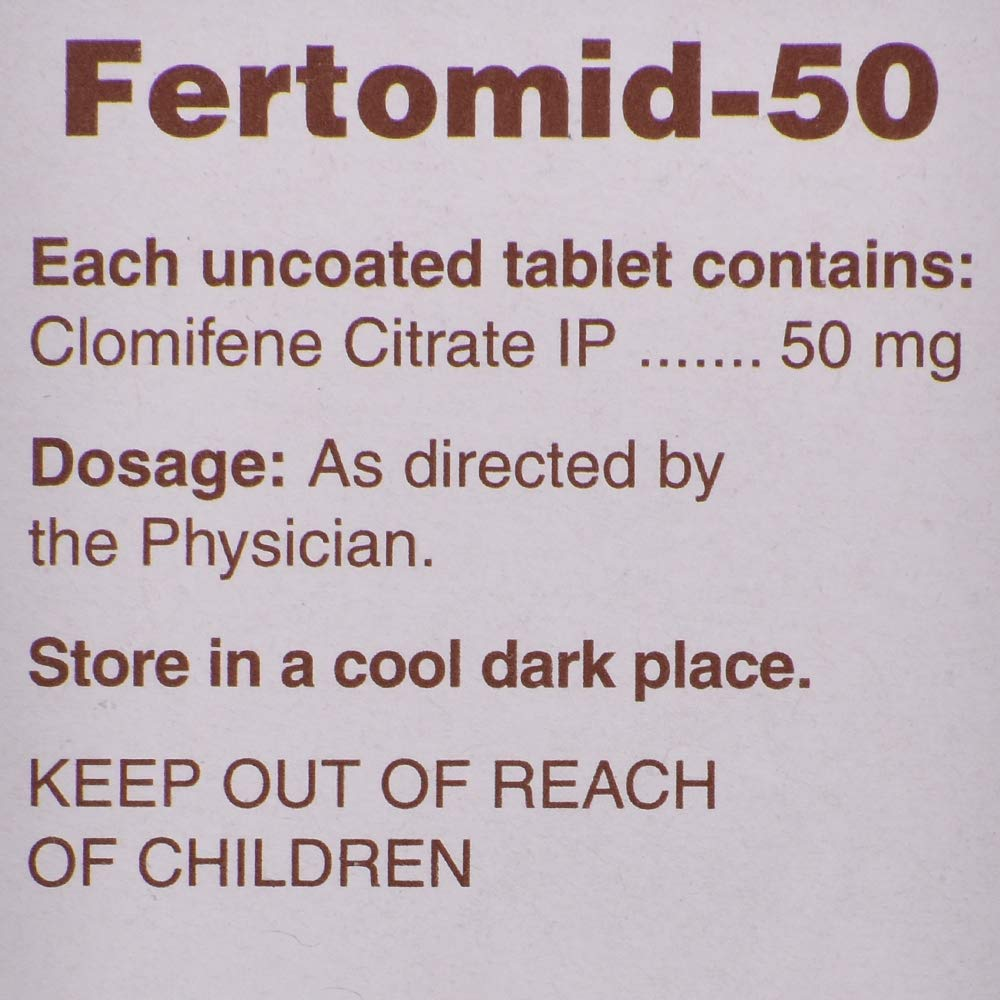 Fertomid-50
Each uncoated tablet contains:
Clomifene Citrate IP ....... 50 mg
Dosage: As directed by
the Physician.
Store in a cool dark place.
KEEP OUT OF REACH
OF CHILDREN